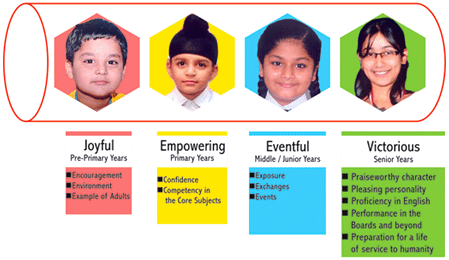 Joyful
Pre-Primary Years
Encouragement
Environment
Example of Adults
Empowering
Primary Years
Confidence
Competency in
the Core Subjects
Eventful
Middle / Junior Years
Exposure
Exchanges
Events
Victorious
Senior Years
Praiseworthy character
Pleasing personality
Proficiency in English
Performance in the
Boards and beyond
Preparation for a life
of service to humanity